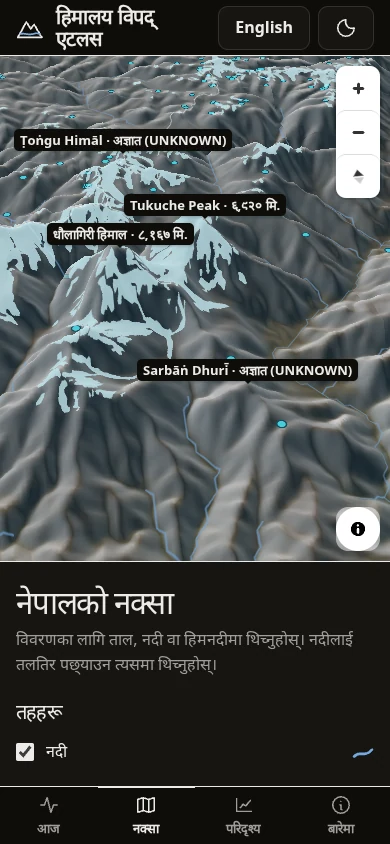 हिमालय विपद्
एटलस
English
Ṭoṅgu Himāl · अज्ञात (UNKNOWN)
Tukuche Peak · ६,९२० मि.
धौलागिरी हिमाल · ८,१६७ मि.
Sarbāṅ Dhurī̄ · अज्ञात (UNKNOWN)
नेपालको नक्सा
विवरणका लागि ताल, नदी वा हिमनदीमा थिच्नुहोस्। नदीलाई
तलतिर पछ्याउन त्यसमा थिच्नुहोस्।
तहहरू
नदी
आज
नक्सा
परिदृश्य
बारेमा